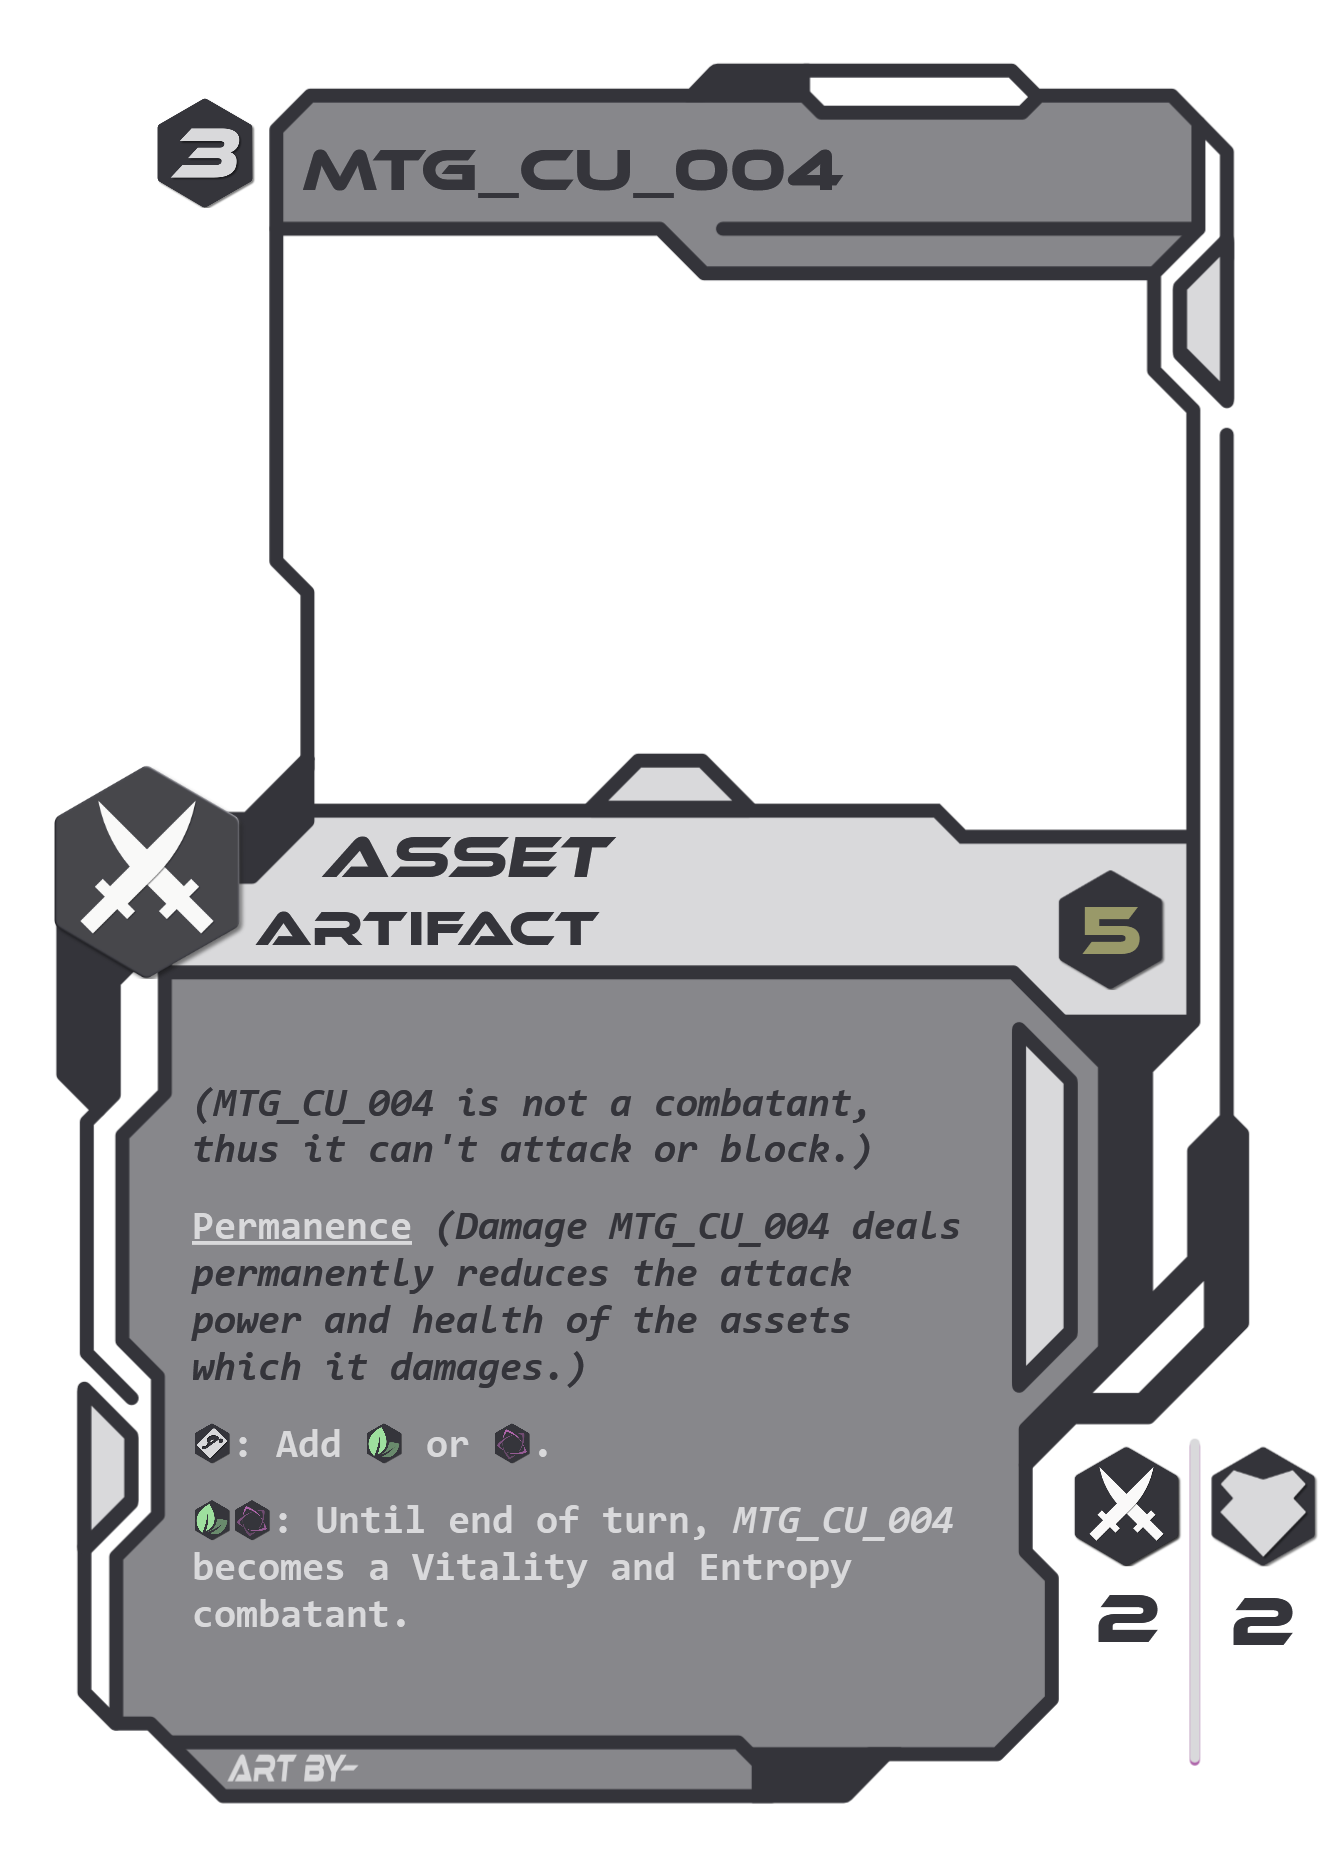 3
MTG_CU_004
ASSET
ARTIFACT
5
(MTG_CU_004 is not a combatant,
thus it can't attack or block.)
Permanence (Damage MTG_CU_004 deals
permanently reduces the attack
power and health of the assets
which it damages.)
: Add or .
: Until end of turn, MTG_CU_004
becomes a Vitality and Entropy
combatant.
2 2
ART BY-